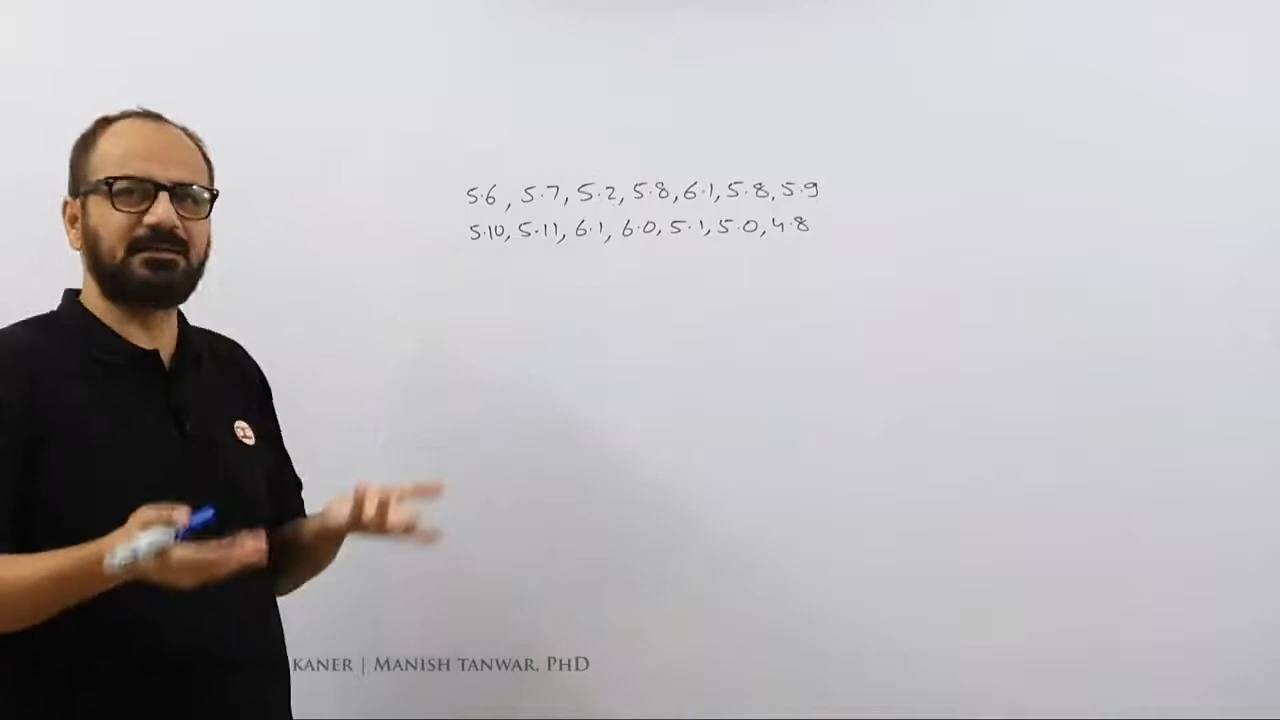 5.6, 5.7, 5.2, 5.8, 6.1, 5.8, 5.9
5.10, 5.11, 6.1, 6.0, 5.1, 5.0, 4.8
KANER | MANISH TANWAR, PHD